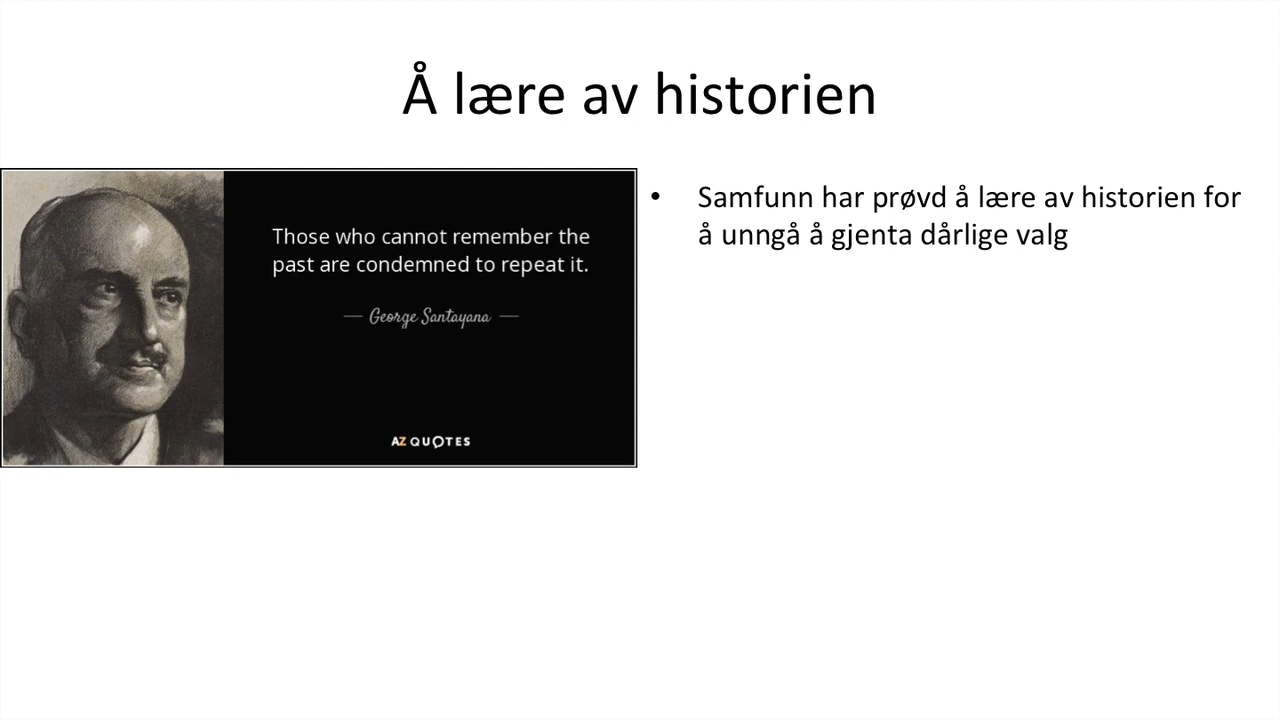 Å lære av historien
Those who cannot remember the
past are condemned to repeat it.
George Santayana
AZ QUOTES
• Samfunn har prøvd å lære av historien for
å unngå å gjenta dårlige valg